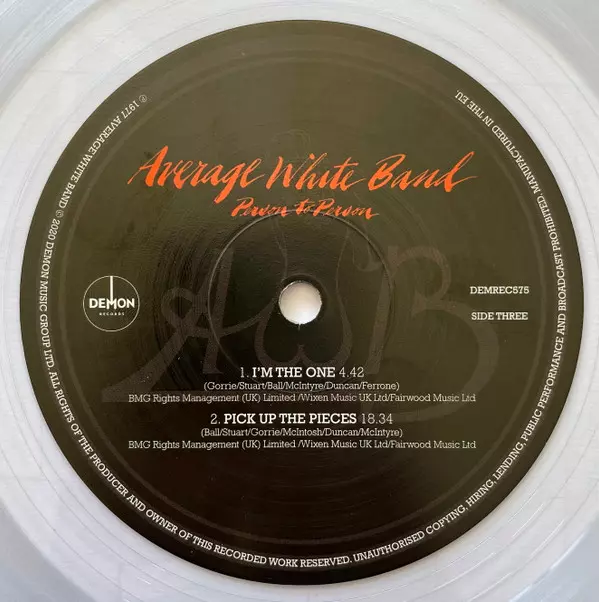 Average White Band
Person to Person
DEMON
RECORDS
DEMREC575
SIDE THREE
AWB
1. I'M THE ONE 4.42
(Gorrie/Stuart/Ball/McIntyre/Duncan/Ferrone)
BMG Rights Management (UK) Limited /Wixen Music UK Ltd/Fairwood Music Ltd
2. PICK UP THE PIECES 18.34
(Ball/Stuart/Gorrie/McIntosh/Duncan/McIntyre)
BMG Rights Management (UK) Limited /Wixen Music UK Ltd/Fairwood Music Ltd
℗ 1977 AVERAGE WHITE BAND © 2020 DEMON MUSIC GROUP LTD. ALL RIGHTS OF THE PRODUCER AND OWNER OF THIS RECORDED WORK RESERVED. UNAUTHORISED COPYING, HIRING, LENDING, PUBLIC PERFORMANCE AND BROADCAST PROHIBITED. MANUFACTURED IN THE EU.